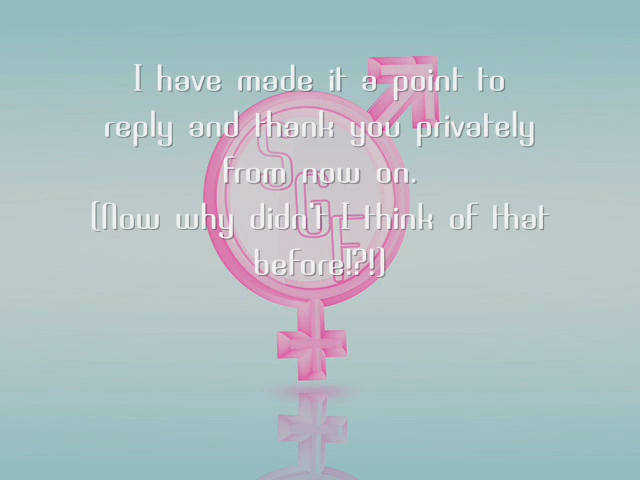 I have made it a point to
reply and thank you privately
from now on.
(Now why didn't I think of that
before!?!)
SGF